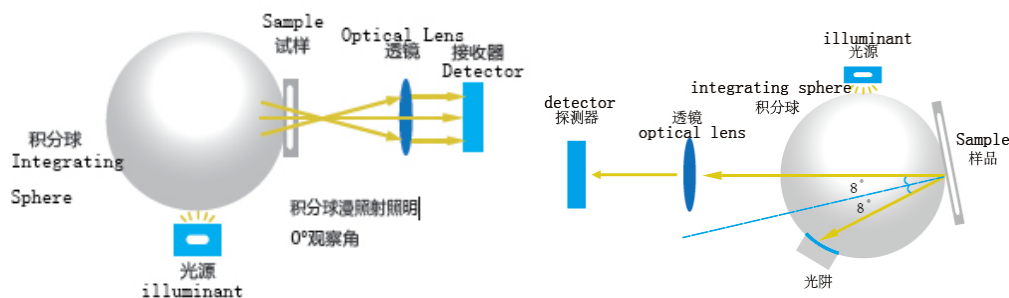 Sample
试样
Optical Lens
透镜
接收器
Detector
积分球
Integrating
Sphere
积分球漫照射照明
0°观察角
光源
illuminant
illuminant
光源
integrating sphere
积分球
detector
探测器
透镜
optical lens
Sample
样品
8°
8°
光阱